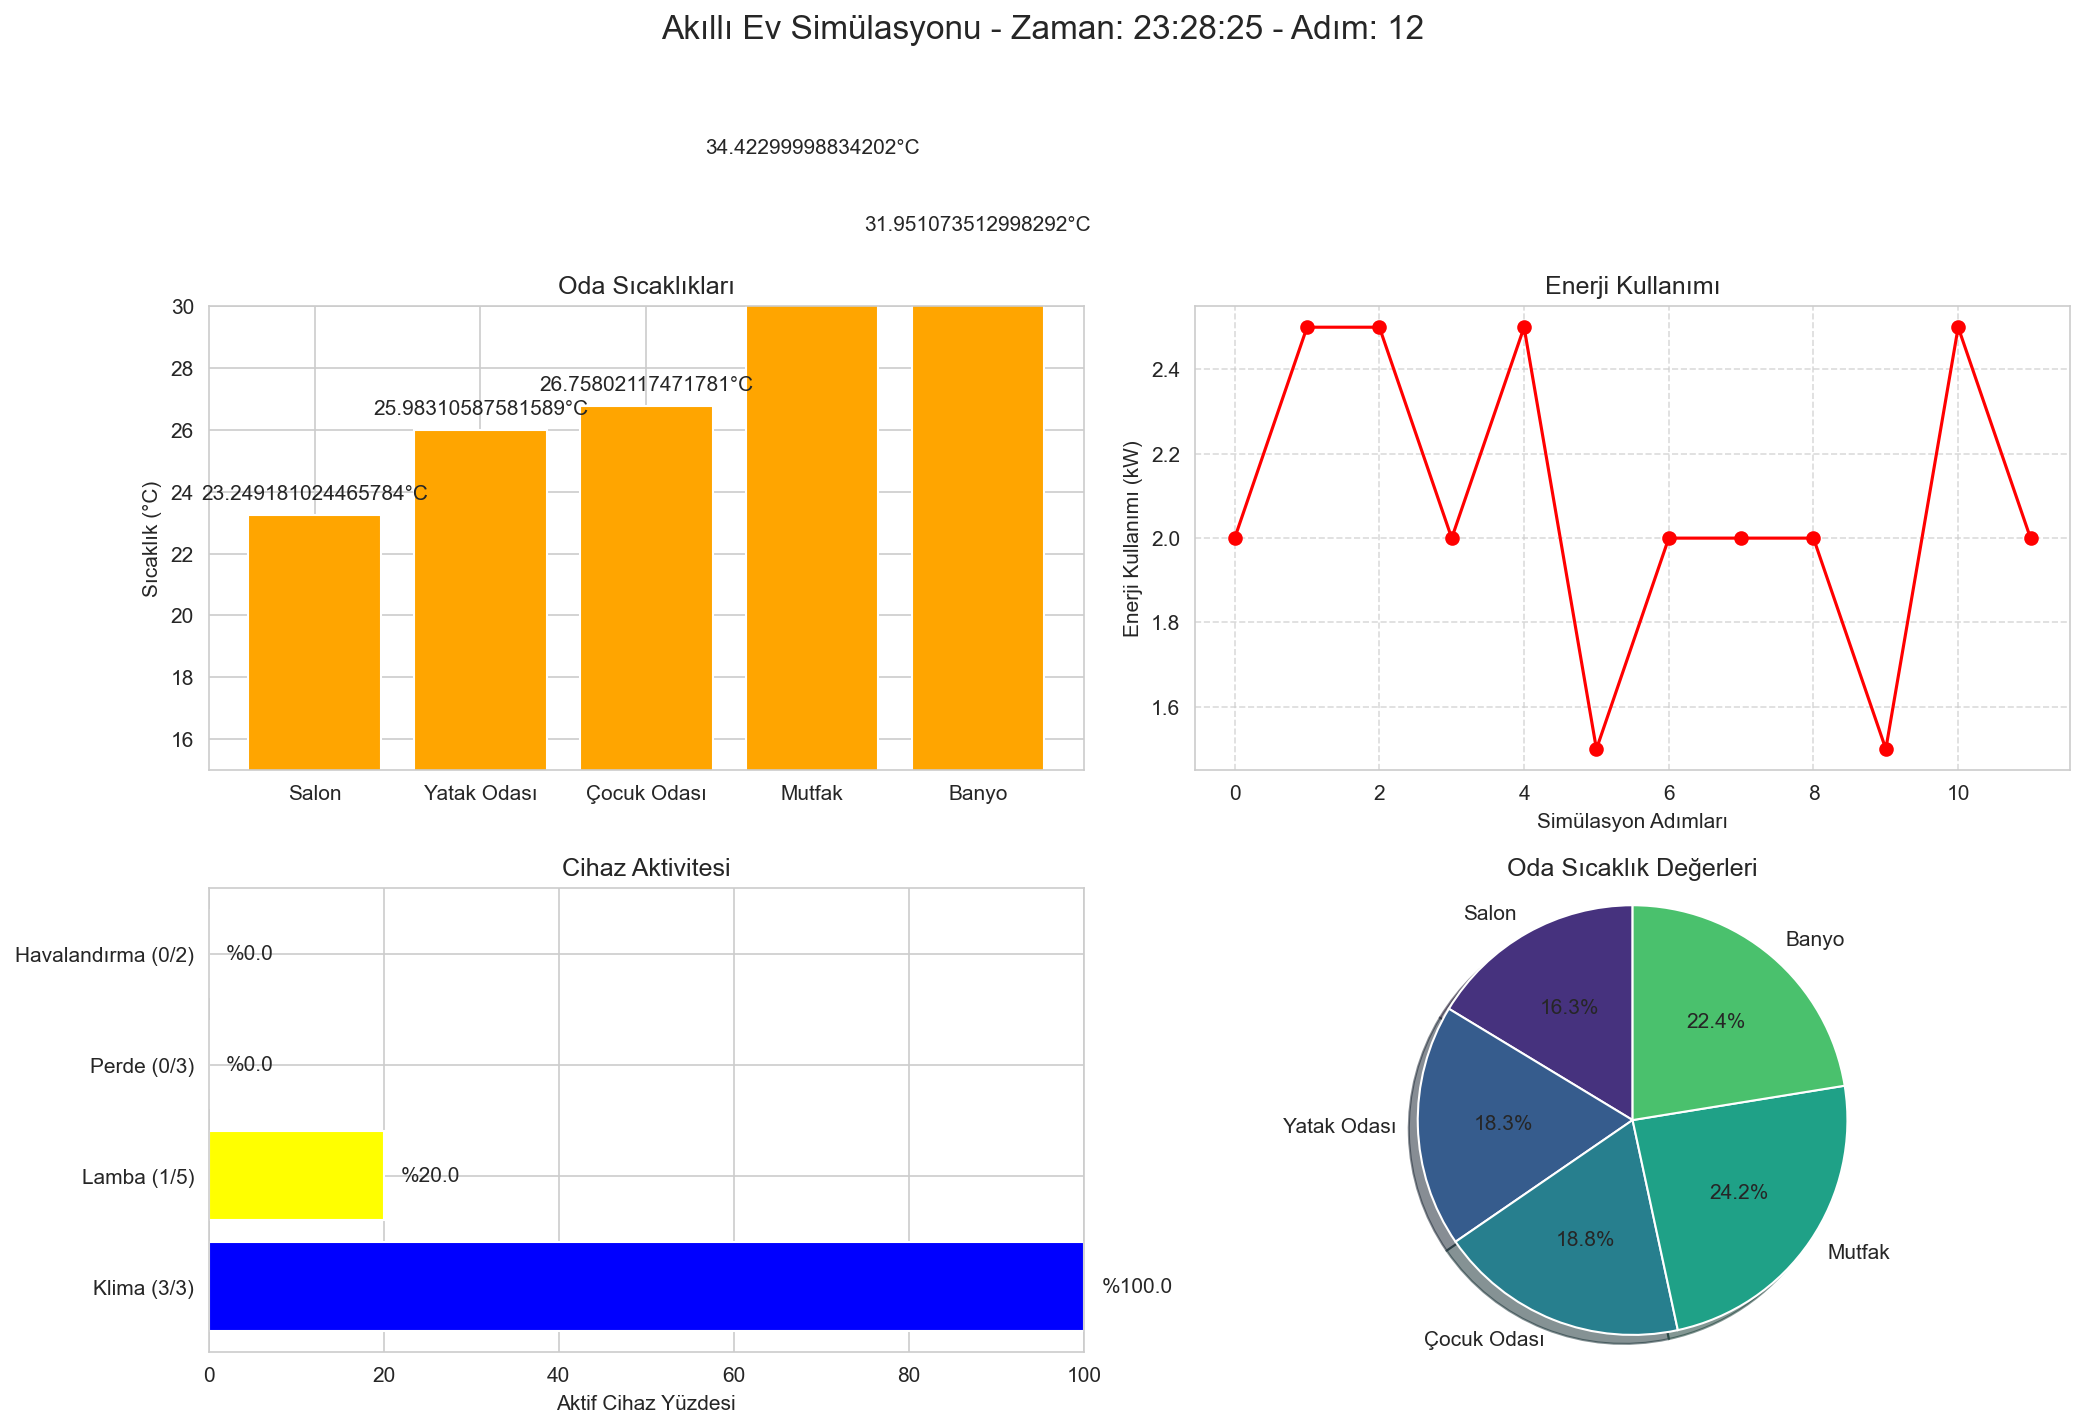 Akıllı Ev Simülasyonu - Zaman: 23:28:25 - Adım: 12
34.42299998834202°C
31.951073512998292°C
Oda Sıcaklıkları
30
28
26
24
22
20
18
16
Sıcaklık (°C)
23.249181024465784°C
25.98310587581589°C
26.75802117471781°C
Salon
Yatak Odası
Çocuk Odası
Mutfak
Banyo
Enerji Kullanımı
2.4
2.2
2.0
1.8
1.6
Enerji Kullanımı (kW)
0
2
4
6
8
10
Simülasyon Adımları
Cihaz Aktivitesi
Havalandırma (0/2)
%0.0
Perde (0/3)
%0.0
Lamba (1/5)
%20.0
Klima (3/3)
%100.0
0
20
40
60
80
100
Aktif Cihaz Yüzdesi
Oda Sıcaklık Değerleri
Salon
Banyo
16.3%
22.4%
Yatak Odası
18.3%
24.2%
18.8%
Mutfak
Çocuk Odası